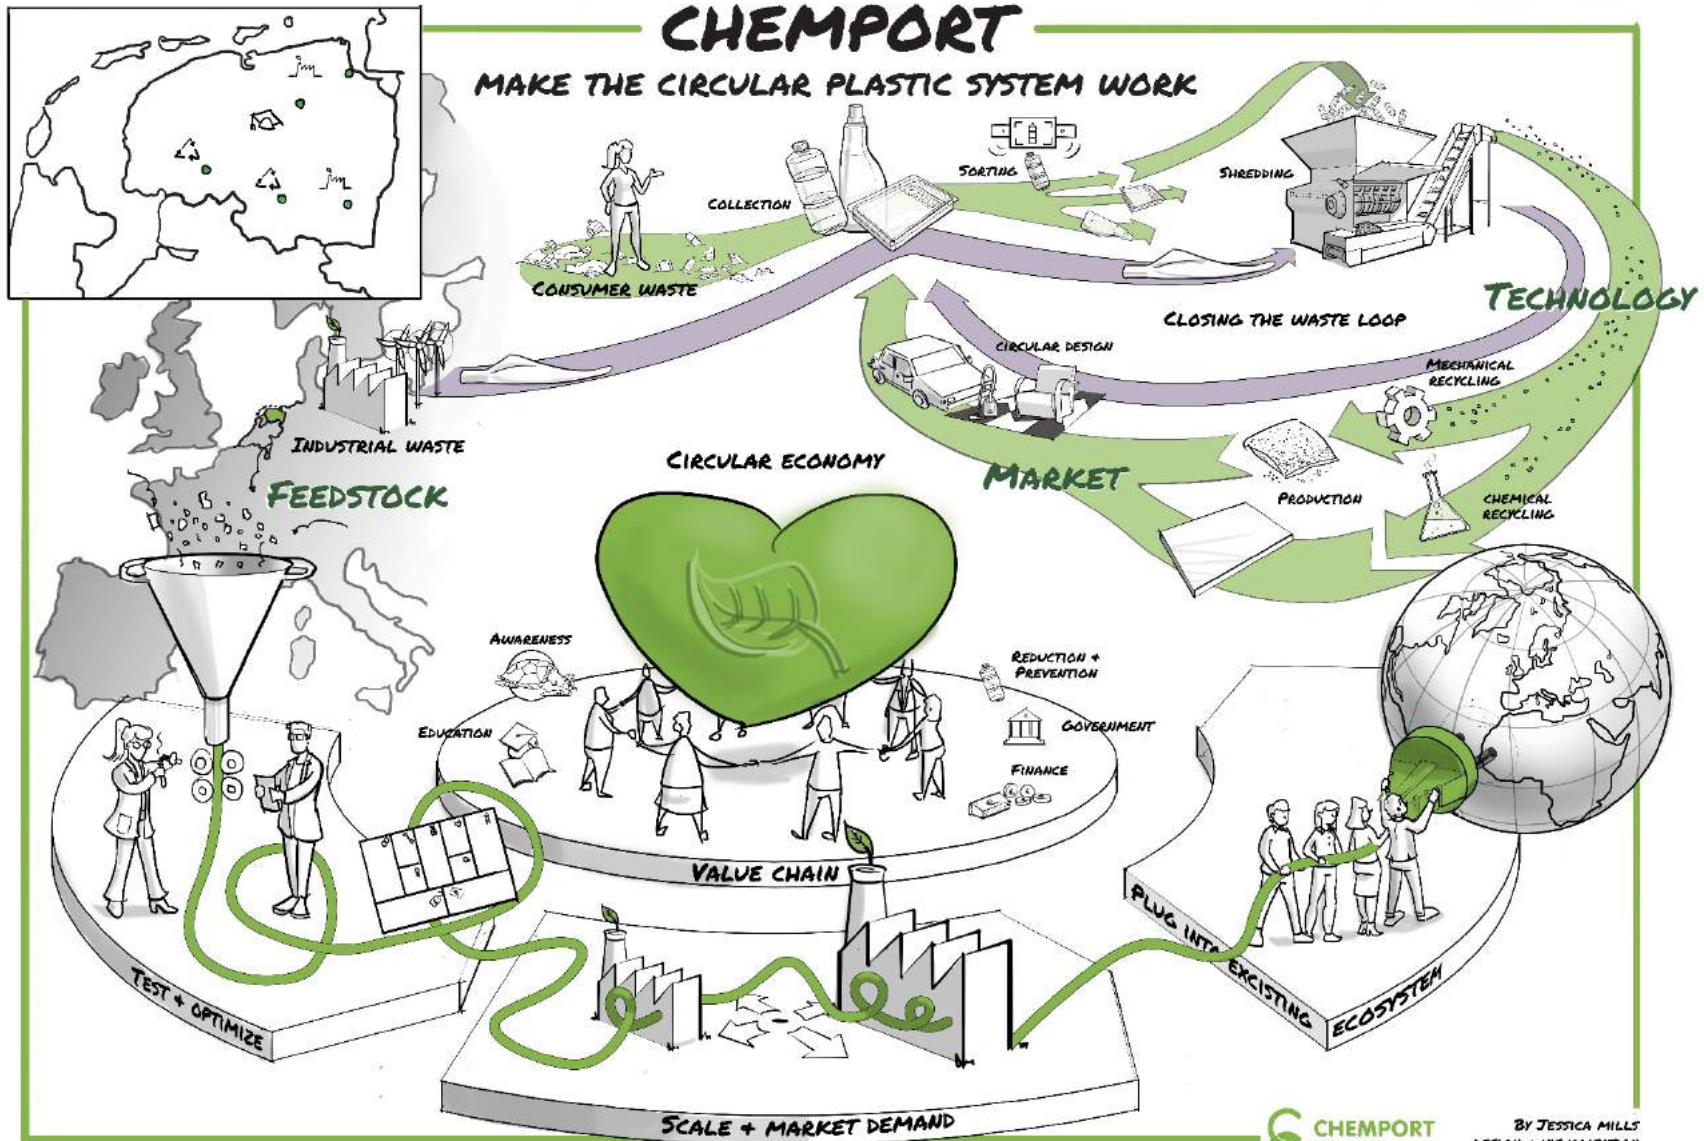 CHEMPORT
MAKE THE CIRCULAR PLASTIC SYSTEM WORK
SORTING
SHREDDING
COLLECTION
CONSUMER WASTE
TECHNOLOGY
CLOSING THE WASTE LOOP
CIRCULAR DESIGN
MECHANICAL
RECYCLING
INDUSTRIAL WASTE
FEEDSTOCK
CIRCULAR ECONOMY
MARKET
PRODUCTION
CHEMICAL
RECYCLING
AWARENESS
REDUCTION +
PREVENTION
EDUCATION
GOVERNMENT
FINANCE
VALUE CHAIN
TEST + OPTIMIZE
PLUG INTO EXCISTING ECOSYSTEM
SCALE + MARKET DEMAND
CHEMPORT
BY JESSICA MILLS